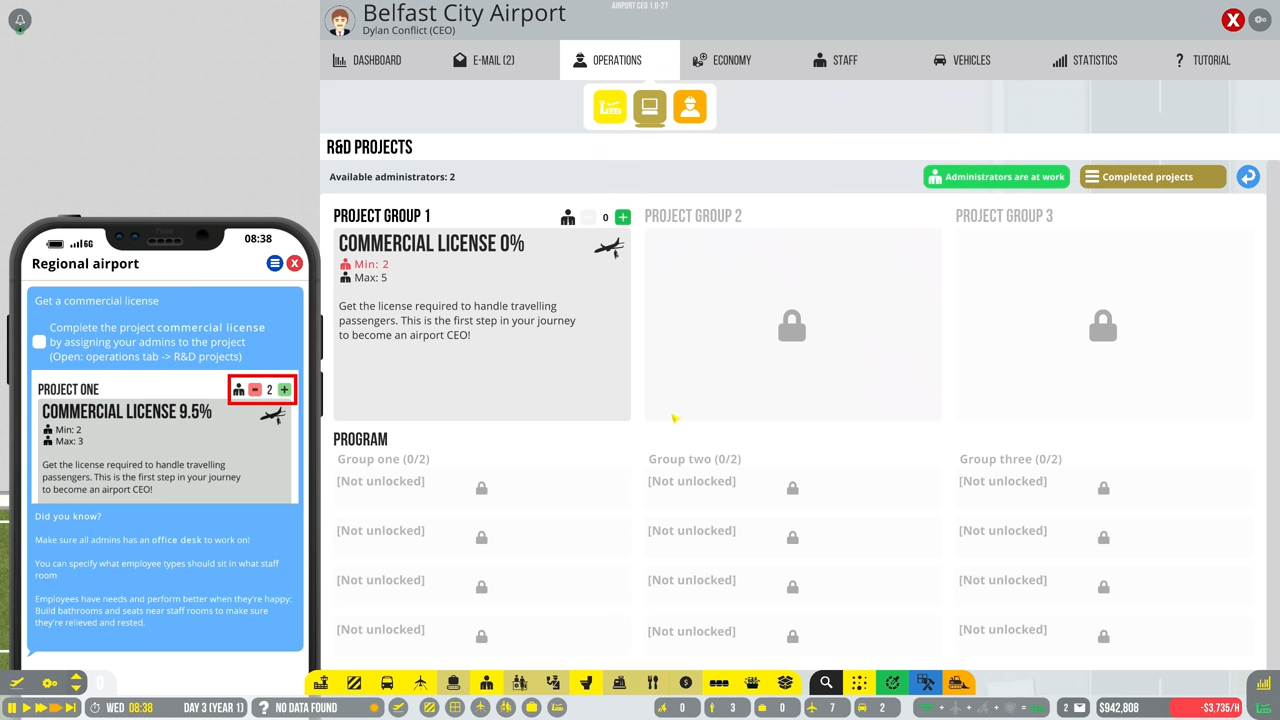 AIRPORT CEO 1.0-27
Belfast City Airport
Dylan Conflict (CEO)
DASHBOARD
E-MAIL (2)
OPERATIONS
ECONOMY
STAFF
VEHICLES
STATISTICS
? TUTORIAL
R&D PROJECTS
Available administrators: 2
Administrators are at work
Completed projects
PROJECT GROUP 1
0
PROJECT GROUP 2
PROJECT GROUP 3
COMMERCIAL LICENSE 0%
Min: 2
Max: 5
Get the license required to handle travelling
passengers. This is the first step in your journey
to become an airport CEO!
PROGRAM
Group one (0/2)
Group two (0/2)
Group three (0/2)
[Not unlocked]
[Not unlocked]
[Not unlocked]
[Not unlocked]
[Not unlocked]
[Not unlocked]
[Not unlocked]
[Not unlocked]
[Not unlocked]
[Not unlocked]
[Not unlocked]
[Not unlocked]
6G
08:38
Regional airport
Get a commercial license
Complete the project commercial license
by assigning your admins to the project
(Open: operations tab -> R&D projects)
PROJECT ONE
2
COMMERCIAL LICENSE 9.5%
Min: 2
Max: 3
Get the license required to handle travelling
passengers. This is the first step in your journey
to become an airport CEO!
Did you know?
Make sure all admins has an office desk to work on!
You can specify what employee types should sit in what staff
room
Employees have needs and perform better when they're happy:
Build bathrooms and seats near staff rooms to make sure
they're relieved and rested.
0
WED 08:38
DAY 3 (YEAR 1)
? NO DATA FOUND
0
3
0
7
2
2
$942,808
-$3,735/H